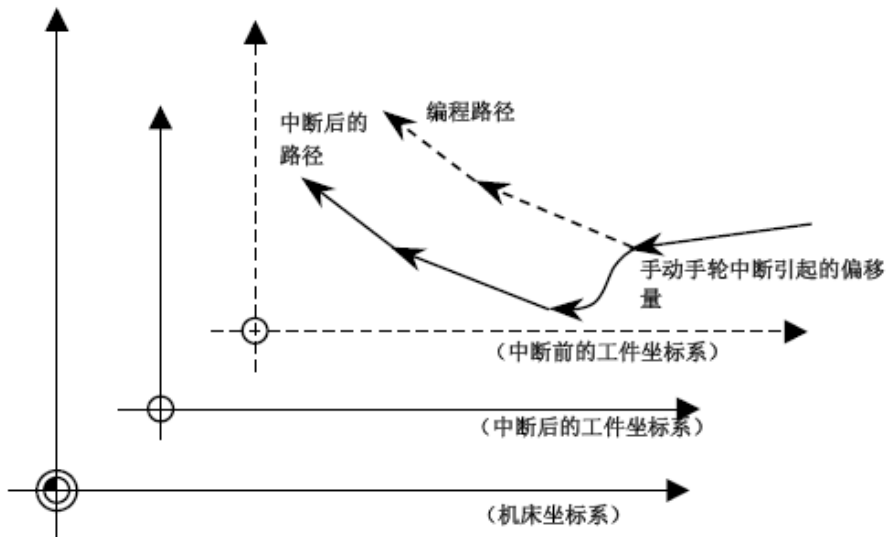 编程路径
中断后的
路径
手动手轮中断引起的偏移
量
（中断前的工件坐标系）
（中断后的工件坐标系）
（机床坐标系）